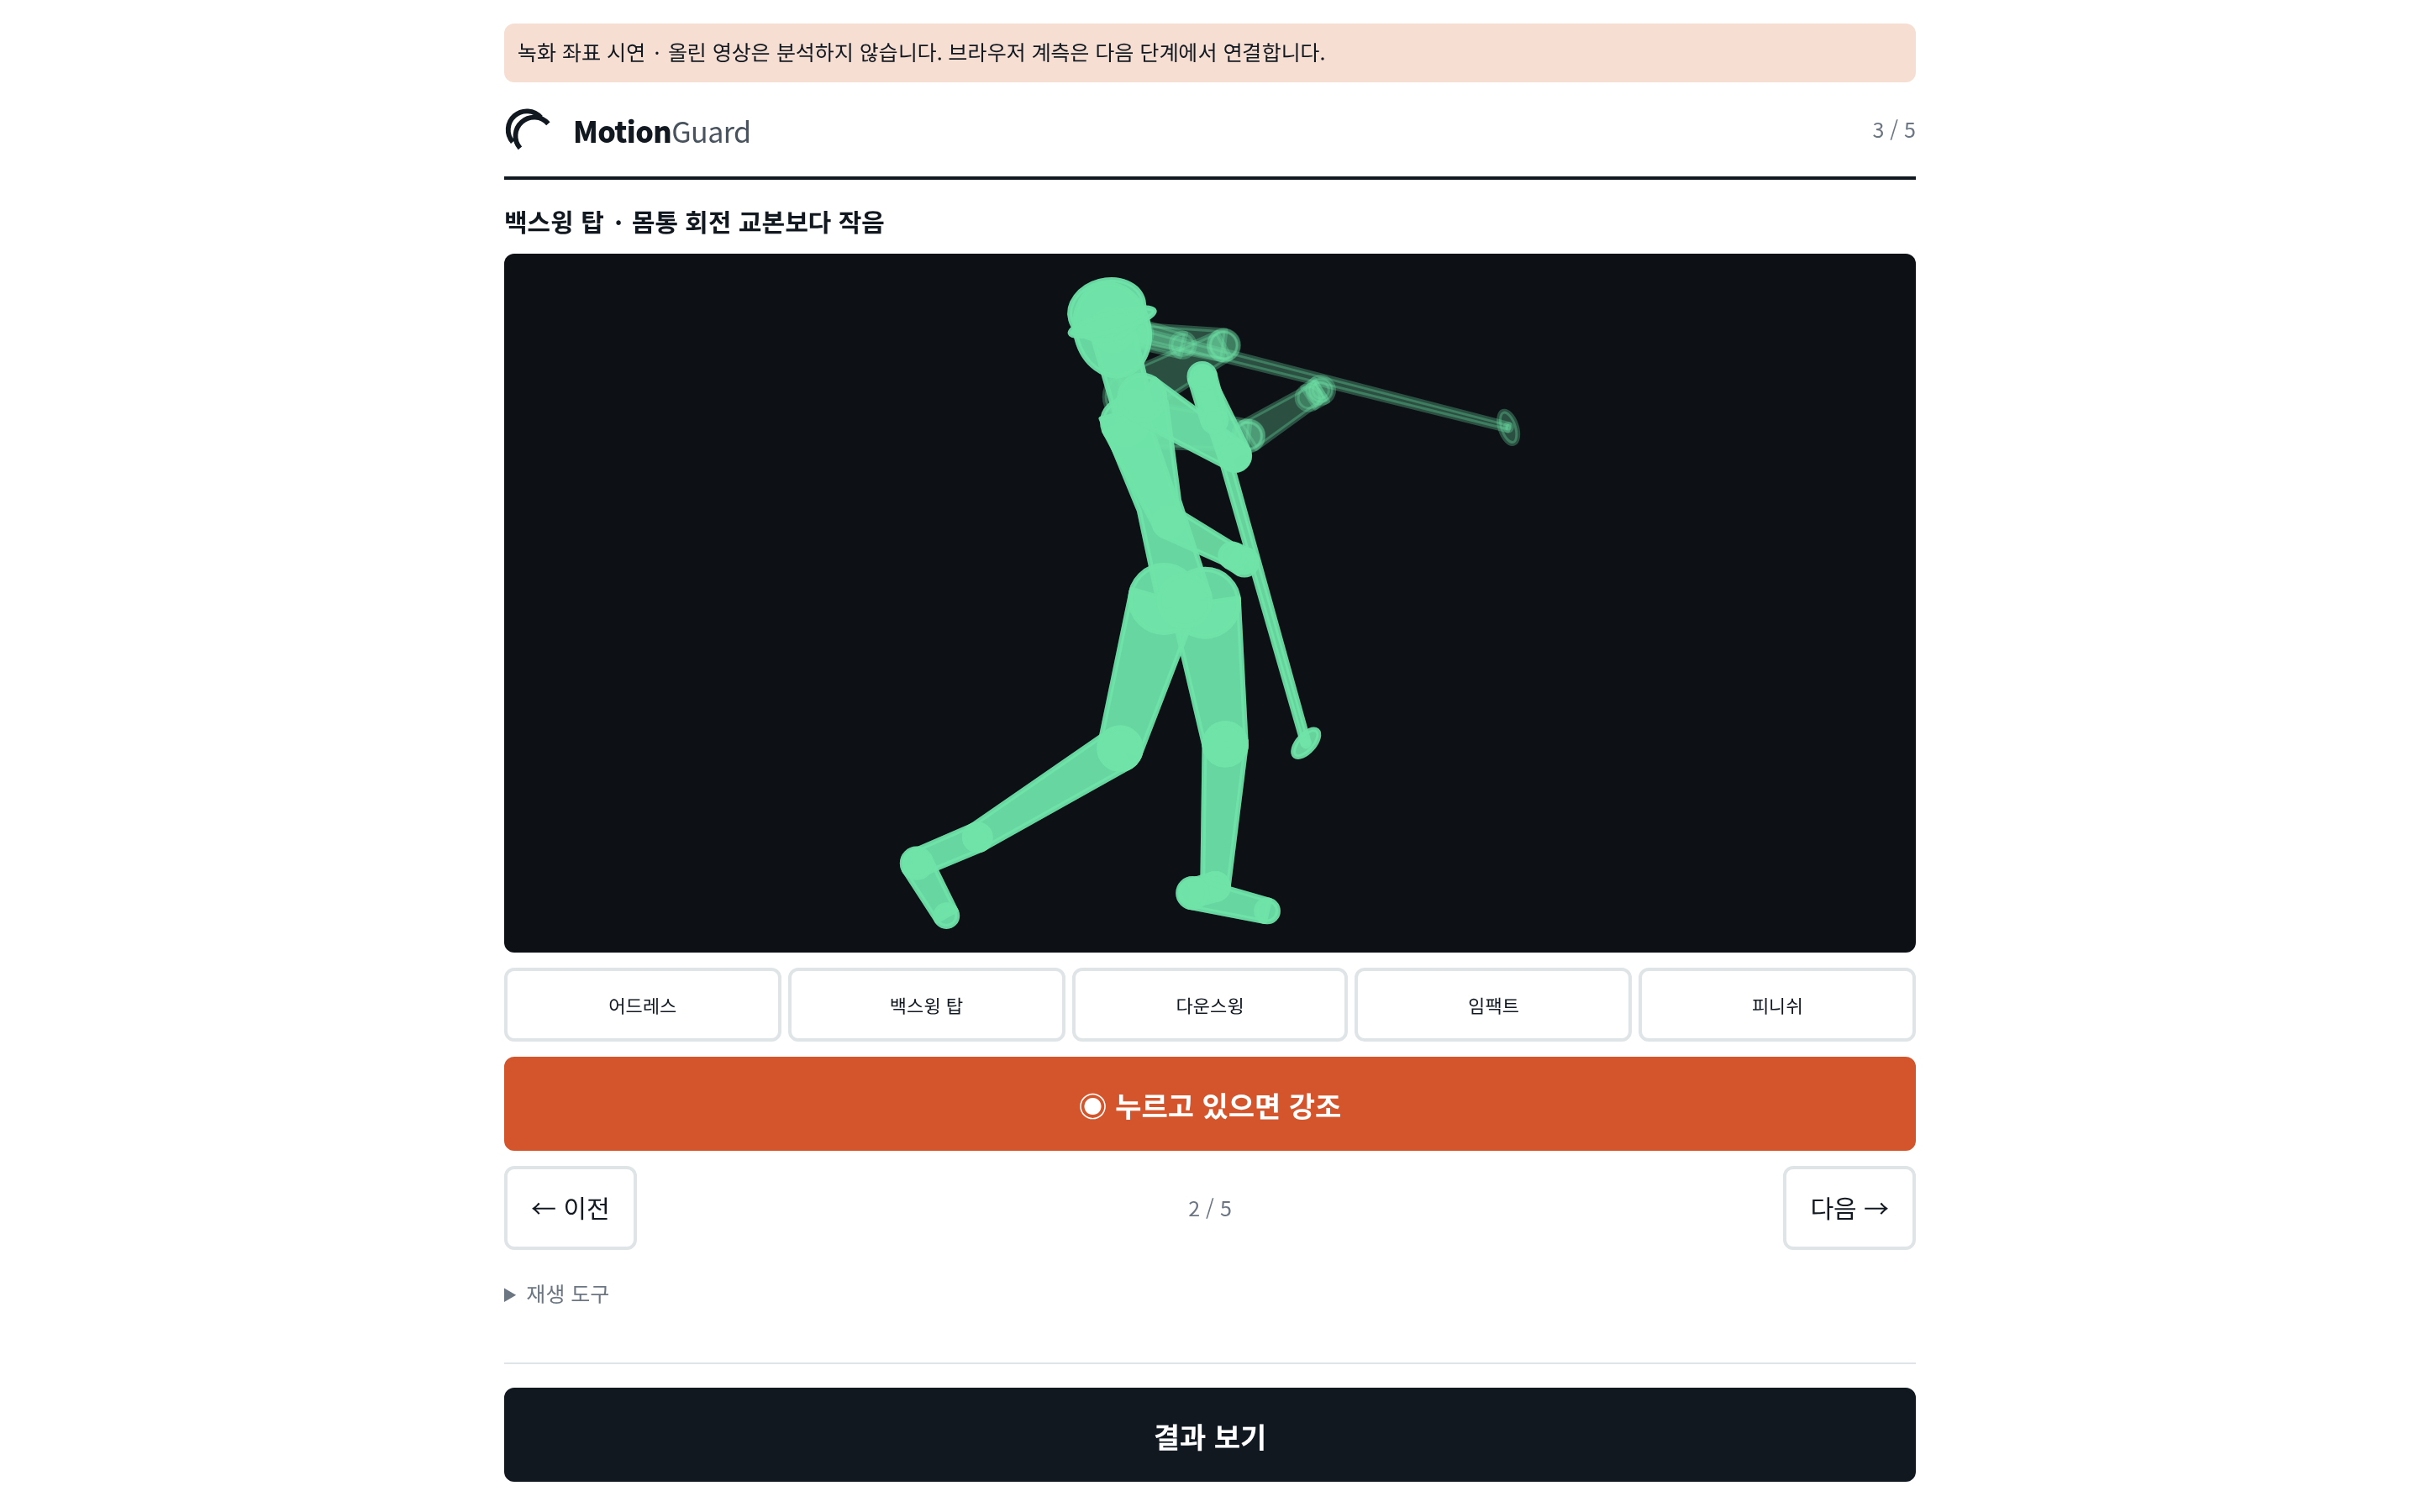 녹화 좌표 시연 · 올린 영상은 분석하지 않습니다. 브라우저 계측은 다음 단계에서 연결합니다.
MotionGuard
3 / 5
백스윙 탑 · 몸통 회전 교본보다 작음
어드레스
백스윙 탑
다운스윙
임팩트
피니쉬
◉ 누르고 있으면 강조
← 이전
2 / 5
다음 →
▶ 재생 도구
결과 보기